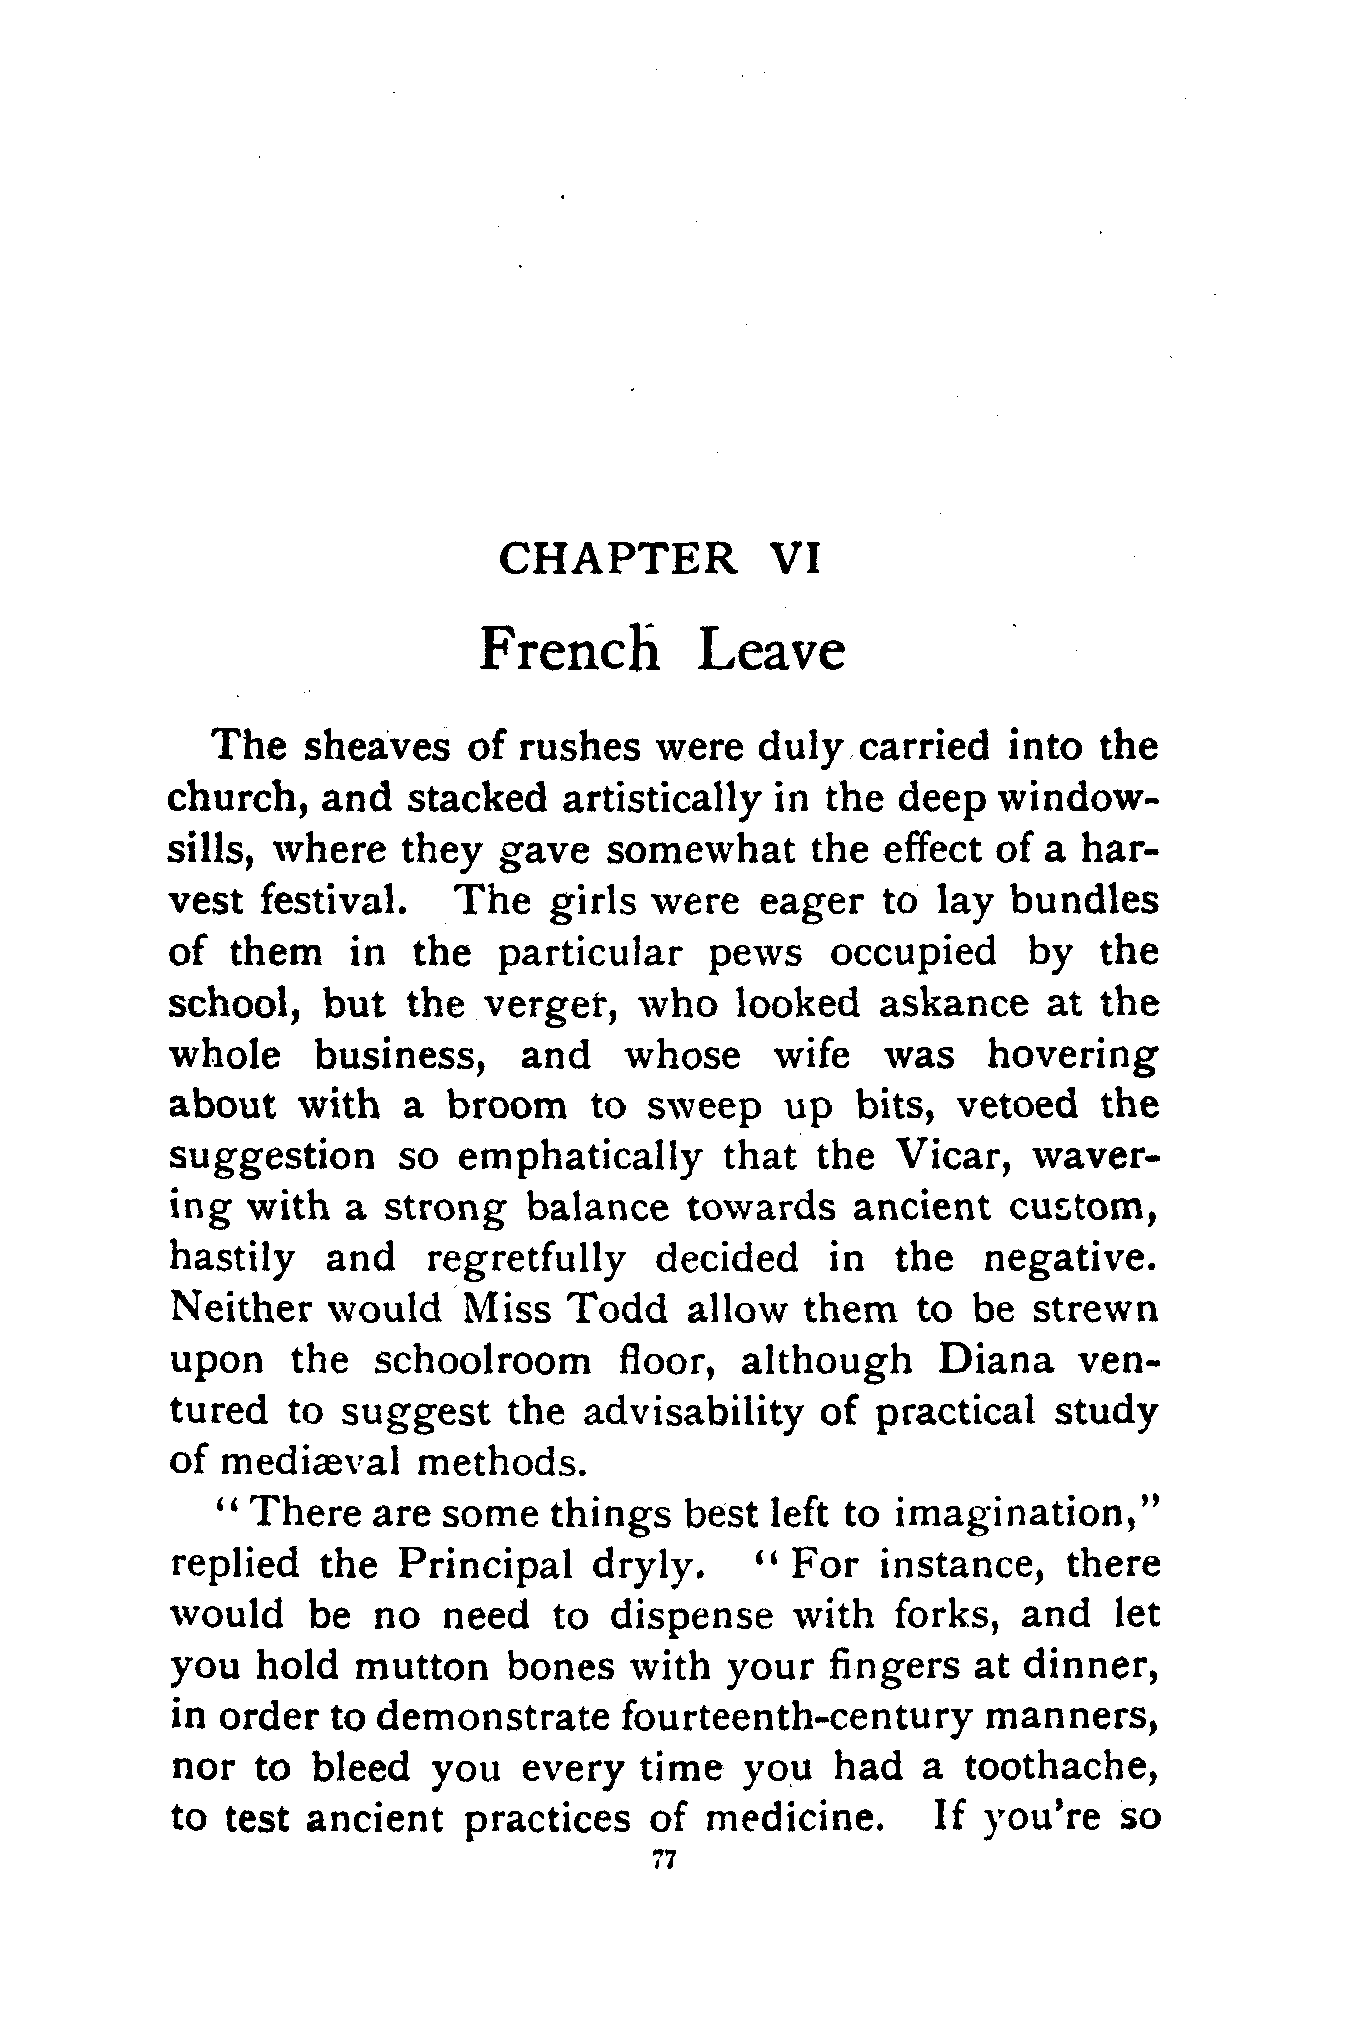 CHAPTER VI
French Leave
The sheaves of rushes were duly carried into the
church, and stacked artistically in the deep window-
sills, where they gave somewhat the effect of a har-
vest festival. The girls were eager to lay bundles
of them in the particular pews occupied by the
school, but the verger, who looked askance at the
whole business, and whose wife was hovering
about with a broom to sweep up bits, vetoed the
suggestion so emphatically that the Vicar, waver-
ing with a strong balance towards ancient custom,
hastily and regretfully decided in the negative.
Neither would Miss Todd allow them to be strewn
upon the schoolroom floor, although Diana ven-
tured to suggest the advisability of practical study
of mediæval methods.
"There are some things best left to imagination,"
replied the Principal dryly. "For instance, there
would be no need to dispense with forks, and let
you hold mutton bones with your fingers at dinner,
in order to demonstrate fourteenth-century manners,
nor to bleed you every time you had a toothache,
to test ancient practices of medicine. If you're so
77